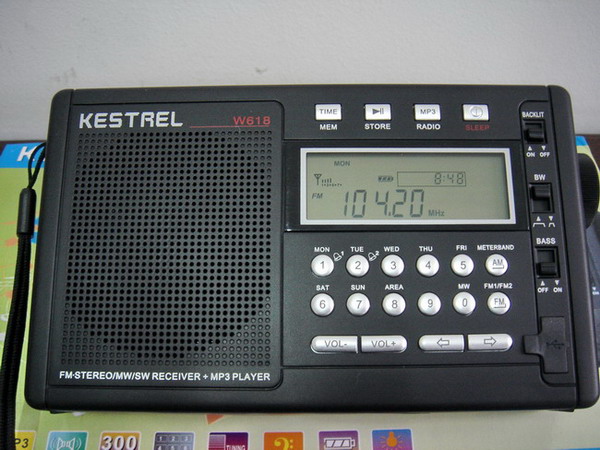 KESTREL W618
TIME ▶II MP3
MEM STORE RADIO SLEEP
BACKLIT
ON OFF
MON
8:48
FM 104.20 MHz
BW
BASS
OFF ON
MON TUE WED THU FRI METERBAND
1 2 3 4 5 AM
SAT SUN AREA MW FM1/FM2
6 7 8 9 0 FM
VOL- VOL+
FM-STEREO/MW/SW RECEIVER + MP3 PLAYER
P3 300 TUNING